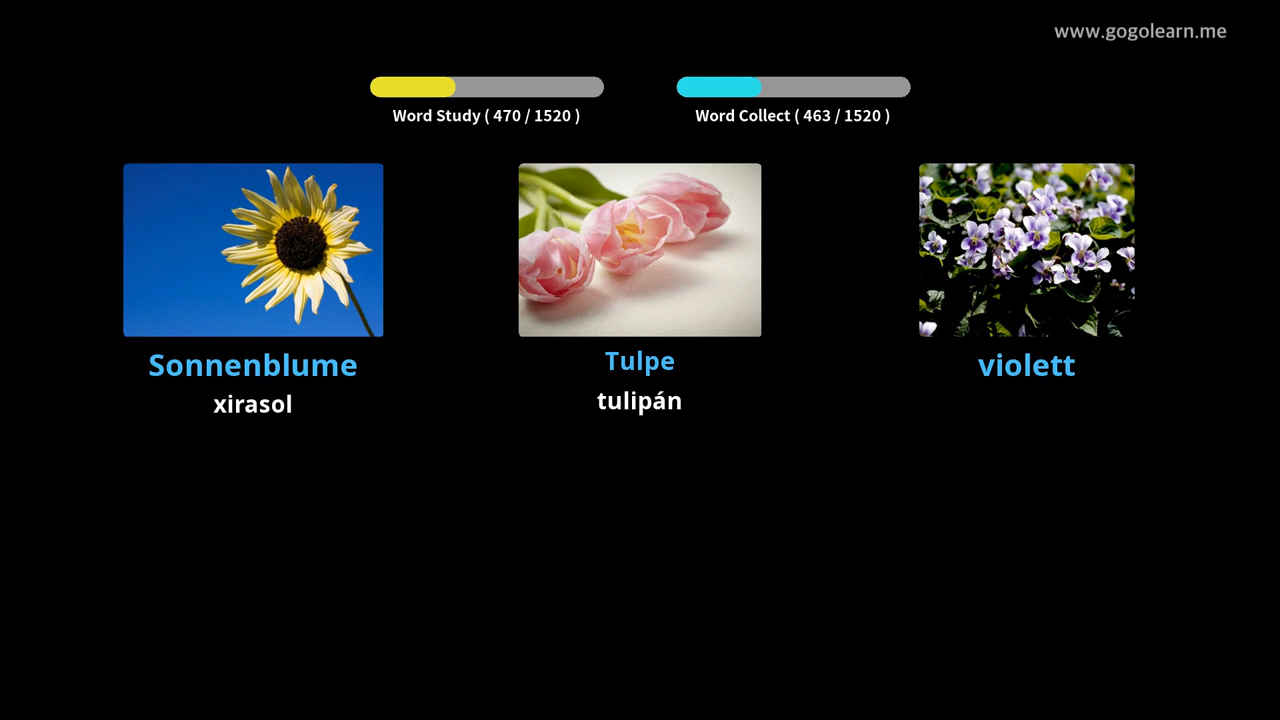 www.gogolearn.me
Word Study ( 470 / 1520 )
Word Collect ( 463 / 1520 )
Sonnenblume
xirasol
Tulpe
tulipán
violett